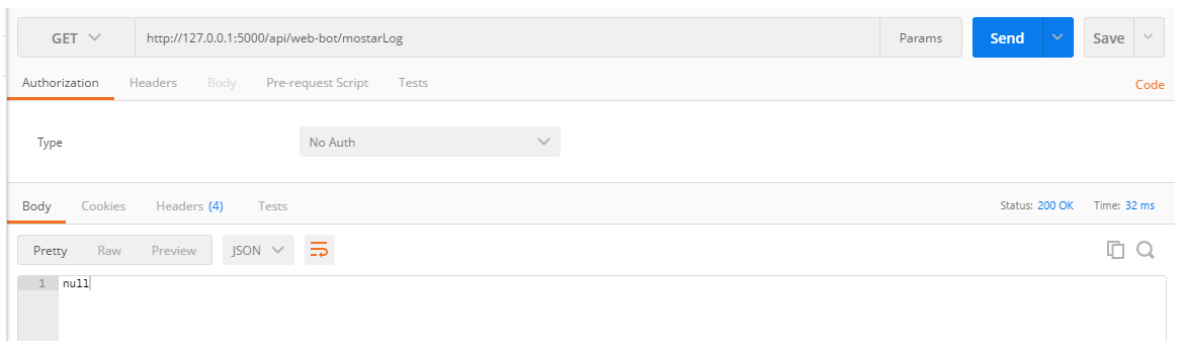 GET http://127.0.0.1:5000/api/web-bot/mostarLog Params Send Save
Authorization Headers Body Pre-request Script Tests Code
Type No Auth
Body Cookies Headers (4) Tests Status: 200 OK Time: 32 ms
Pretty Raw Preview JSON
1 null